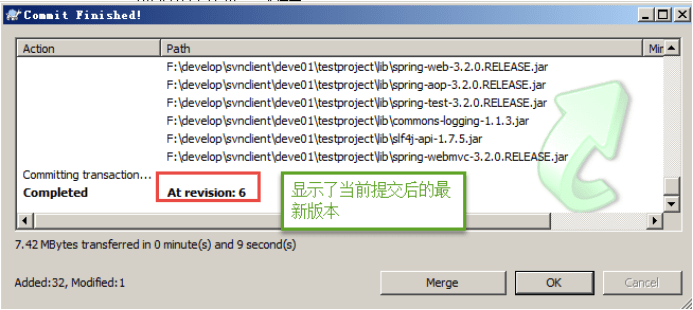 Commit Finished!
Action Path Mir
F:\develop\svnclient\deve01\testproject\lib\spring-web-3.2.0.RELEASE.jar
F:\develop\svnclient\deve01\testproject\lib\spring-aop-3.2.0.RELEASE.jar
F:\develop\svnclient\deve01\testproject\lib\spring-test-3.2.0.RELEASE.jar
F:\develop\svnclient\deve01\testproject\lib\commons-logging-1.1.3.jar
F:\develop\svnclient\deve01\testproject\lib\slf4j-api-1.7.5.jar
F:\develop\svnclient\deve01\testproject\lib\spring-webmvc-3.2.0.RELEASE.jar
Committing transaction...
Completed At revision: 6
显示了当前提交后的最
新版本
7.42 MBytes transferred in 0 minute(s) and 9 second(s)
Added:32, Modified:1
Merge OK Cancel